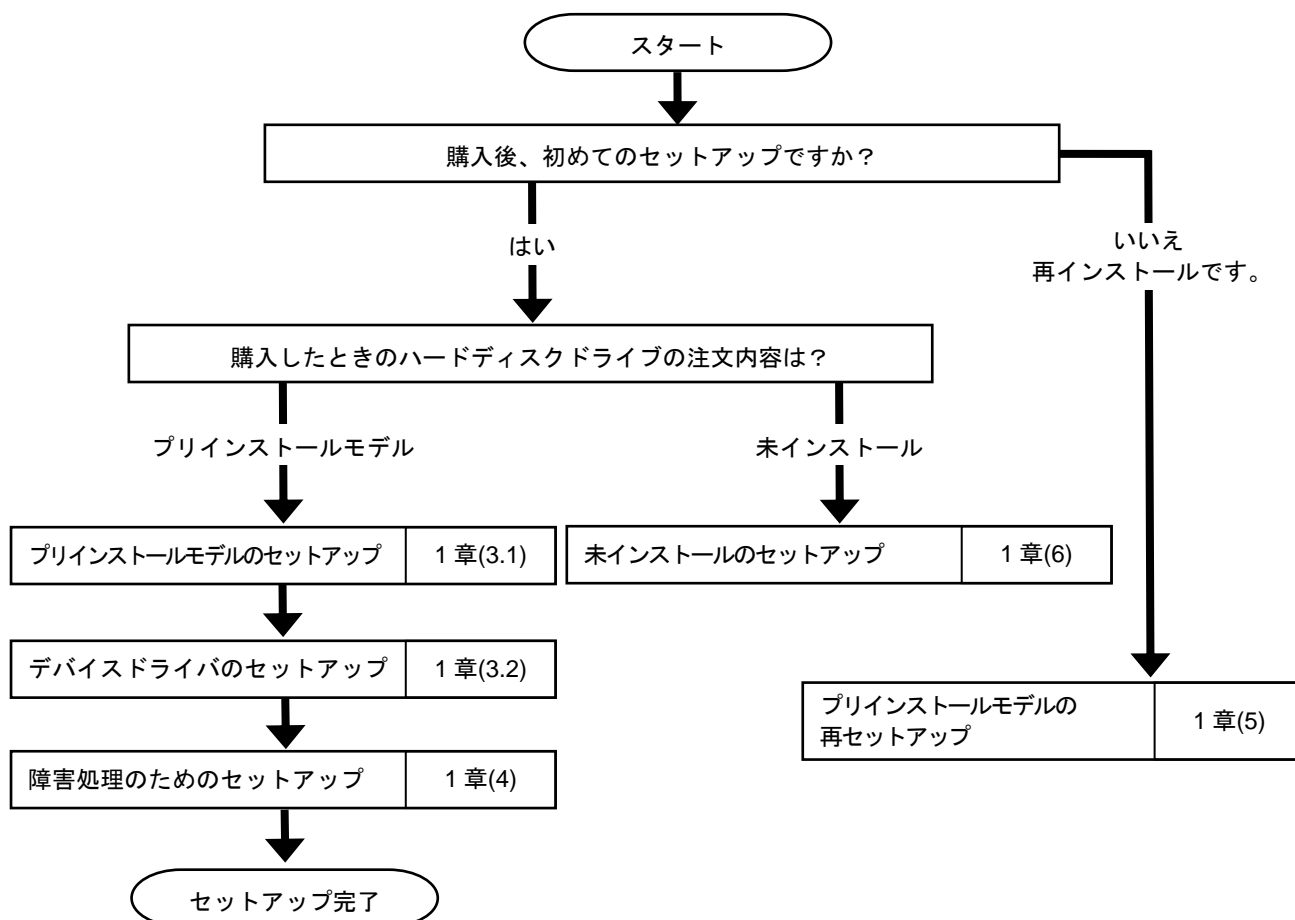 スタート
購入後、初めてのセットアップですか？
はい
いいえ
再インストールです。
購入したときのハードディスクドライブの注文内容は？
プリインストールモデル
未インストール
プリインストールモデルのセットアップ 1 章(3.1)
未インストールのセットアップ 1 章(6)
デバイスドライバのセットアップ 1 章(3.2)
プリインストールモデルの
再セットアップ 1 章(5)
障害処理のためのセットアップ 1 章(4)
セットアップ完了